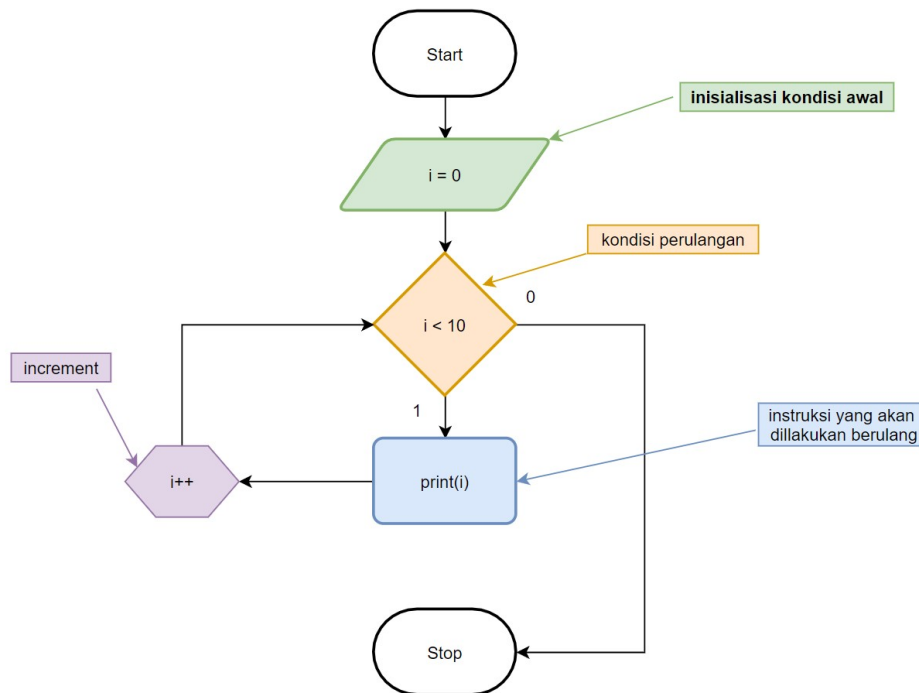 Start
inisialisasi kondisi awal
i = 0
kondisi perulangan
0
i < 10
increment
1
instruksi yang akan
dillakukan berulang
i++
print(i)
Stop